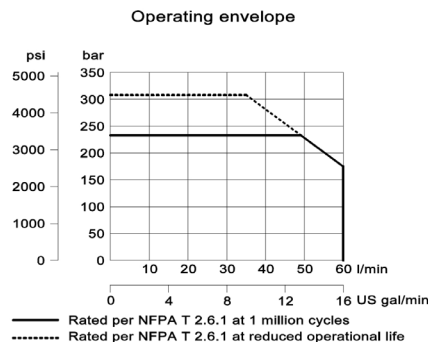 Operating envelope
psi bar
5000 350
300
4000 250
3000 200
150
2000 100
1000 50
0 0
10 20 30 40 50 60 l/min
0 4 8 12 16 US gal/min
Rated per NFPA T 2.6.1 at 1 million cycles
Rated per NFPA T 2.6.1 at reduced operational life